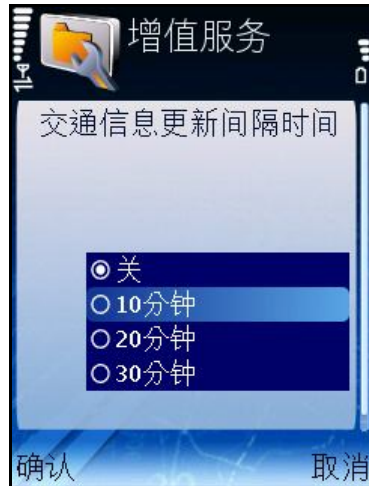 增值服务
交通信息更新间隔时间
关
10分钟
20分钟
30分钟
确认 取消